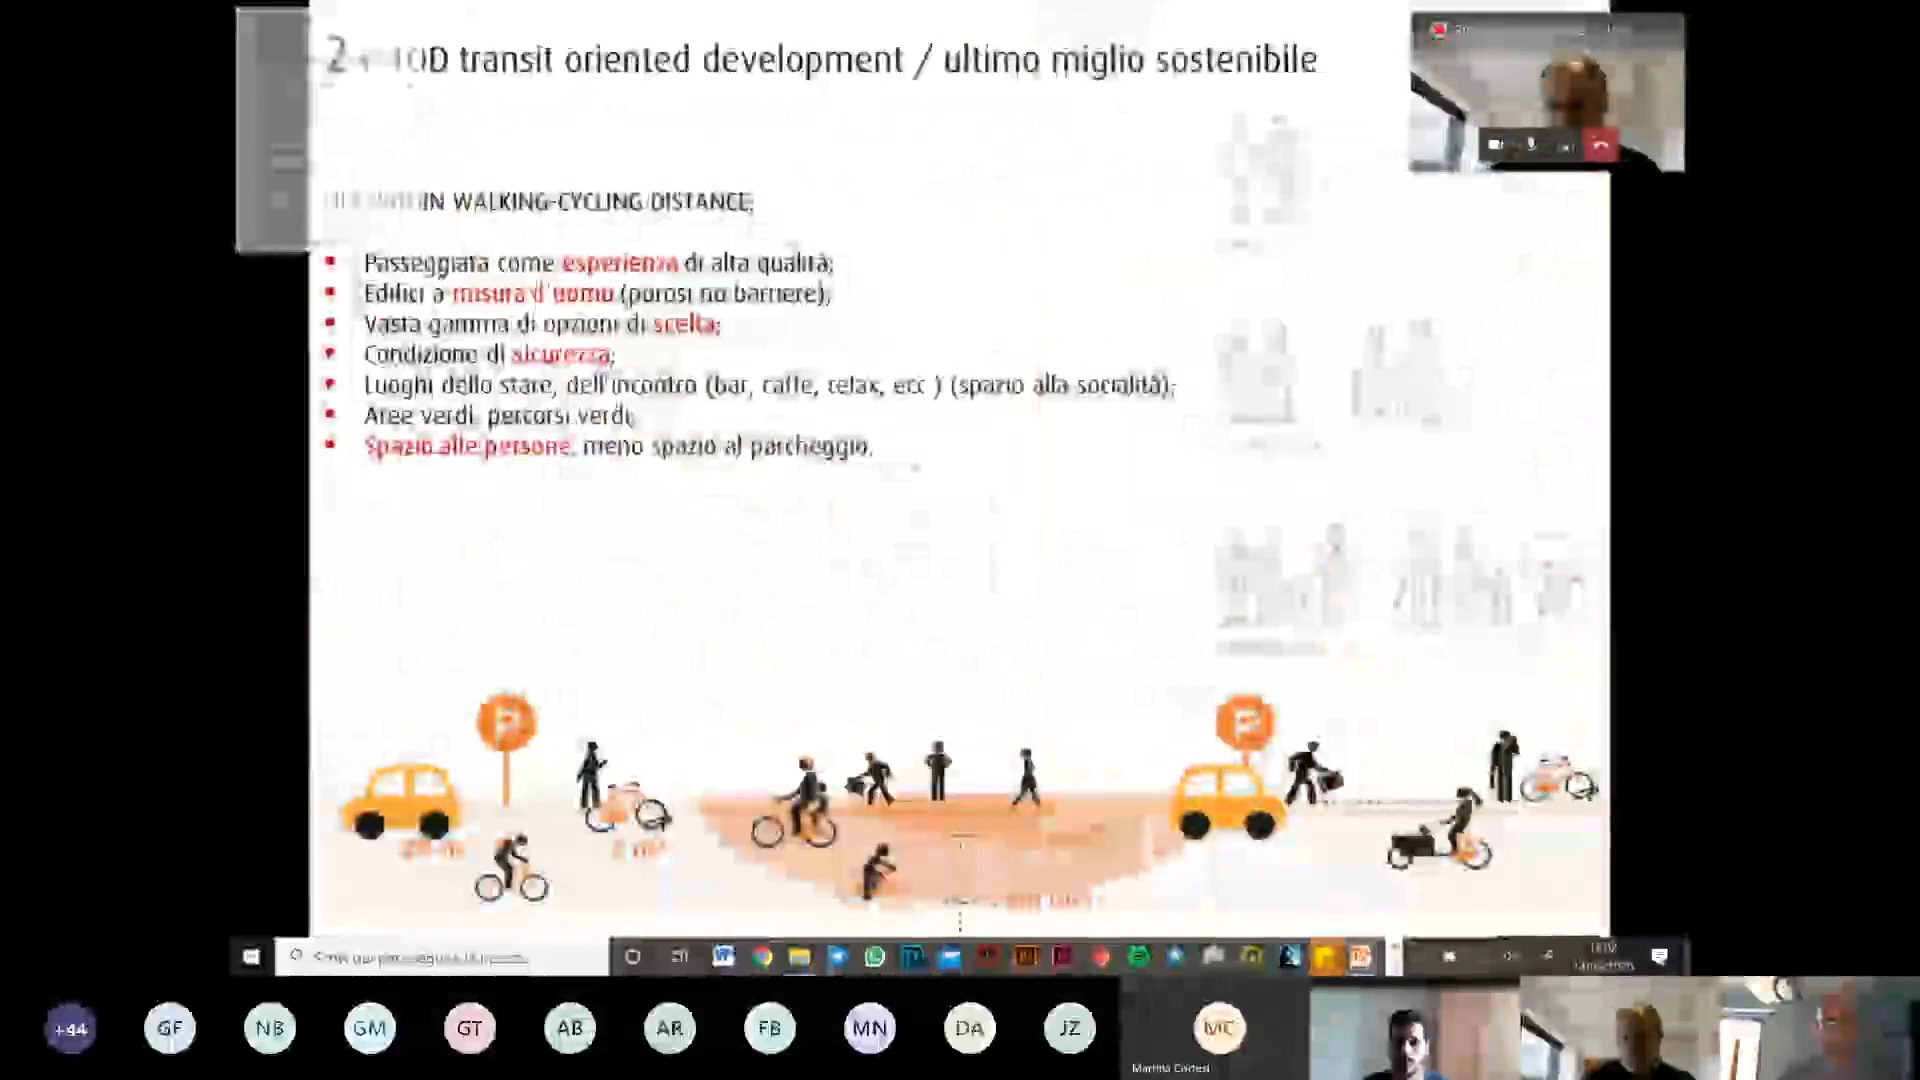 TOD transit oriented development / ultimo miglio sostenibile
IN WALKING-CYCLING DISTANCE;
Passeggiata come esperienza di alta qualità;
Edifici a misura d'uomo (porosi no barriere);
Vasta gamma di opzioni di scelta;
Condizione di sicurezza;
Luoghi dello stare, dell'incontro (bar, caffe, relax, ecc ) (spazio alla socialità);
Aree verdi, percorsi verdi;
Spazio alle persone, meno spazio al parcheggio.
P
P
+44
GF
NB
GM
GT
AB
AR
FB
MN
DA
JZ
MC
Martina Cortesi